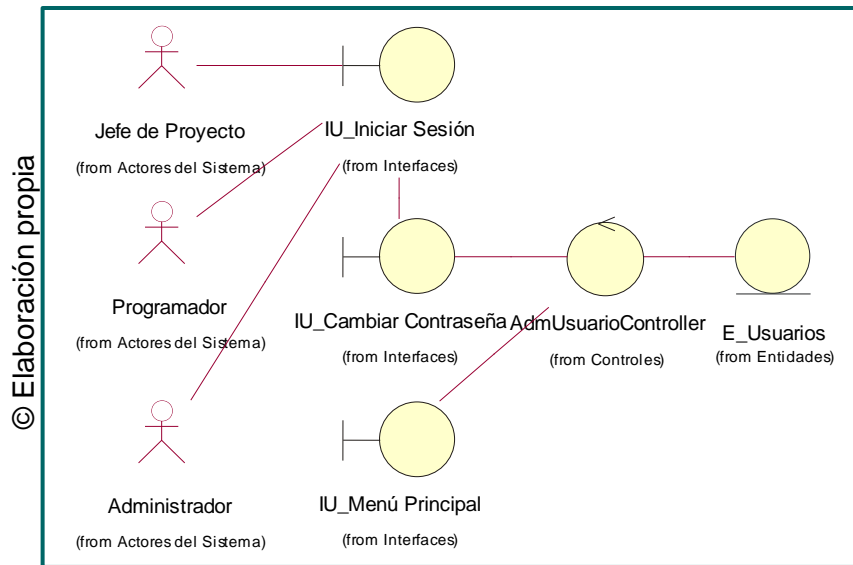 © Elaboración propia
Jefe de Proyecto
(from Actores del Sistema)
IU_Iniciar Sesión
(from Interfaces)
Programador
(from Actores del Sistema)
IU_Cambiar Contraseña
(from Interfaces)
AdmUsuarioController
(from Controles)
E_Usuarios
(from Entidades)
Administrador
(from Actores del Sistema)
IU_Menú Principal
(from Interfaces)